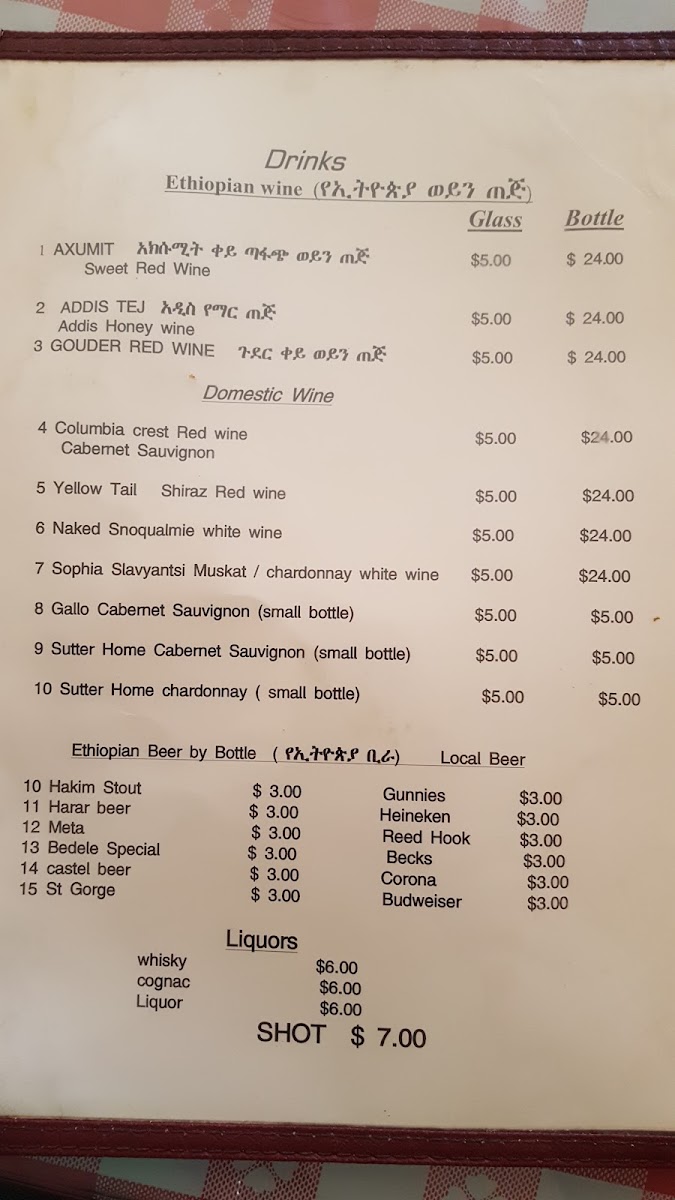 Drinks
Ethiopian wine (የኢትዮጵያ ወይን ጠጅ)
Glass Bottle
1 AXUMIT አክሱሚት ቀይ ጣፋጭ ወይን ጠጅ $5.00 $ 24.00
Sweet Red Wine
2 ADDIS TEJ አዲስ የማር ጠጅ $5.00 $ 24.00
Addis Honey wine
3 GOUDER RED WINE ጉደር ቀይ ወይን ጠጅ $5.00 $ 24.00
Domestic Wine
4 Columbia crest Red wine $5.00 $24.00
Cabernet Sauvignon
5 Yellow Tail Shiraz Red wine $5.00 $24.00
6 Naked Snoqualmie white wine $5.00 $24.00
7 Sophia Slavyantsi Muskat / chardonnay white wine $5.00 $24.00
8 Gallo Cabernet Sauvignon (small bottle) $5.00 $5.00
9 Sutter Home Cabernet Sauvignon (small bottle) $5.00 $5.00
10 Sutter Home chardonnay ( small bottle) $5.00 $5.00
Ethiopian Beer by Bottle ( የኢትዮጵያ ቢራ) Local Beer
10 Hakim Stout $ 3.00 Gunnies $3.00
11 Harar beer $ 3.00 Heineken $3.00
12 Meta $ 3.00 Reed Hook $3.00
13 Bedele Special $ 3.00 Becks $3.00
14 castel beer $ 3.00 Corona $3.00
15 St Gorge $ 3.00 Budweiser $3.00
Liquors
whisky $6.00
cognac $6.00
Liquor $6.00
SHOT $ 7.00